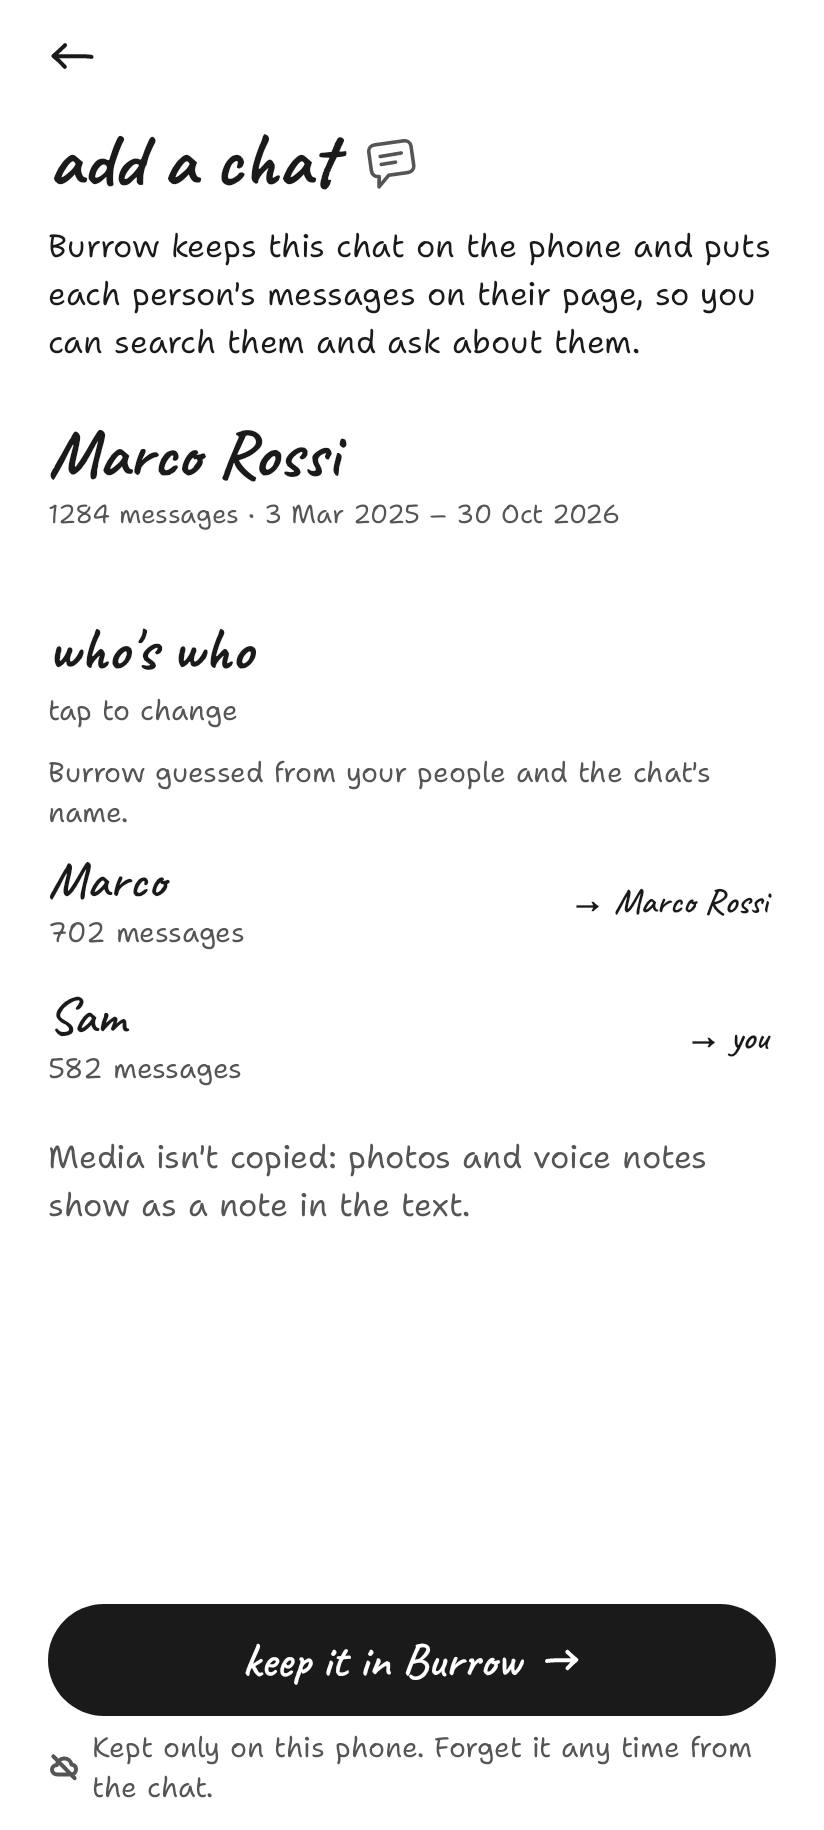 add a chat
Burrow keeps this chat on the phone and puts
each person's messages on their page, so you
can search them and ask about them.
Marco Rossi
1284 messages · 3 Mar 2025 – 30 Oct 2026
who's who
tap to change
Burrow guessed from your people and the chat's
name.
Marco
→ Marco Rossi
702 messages
Sam
→ you
582 messages
Media isn't copied: photos and voice notes
show as a note in the text.
keep it in Burrow →
Kept only on this phone. Forget it any time from
the chat.